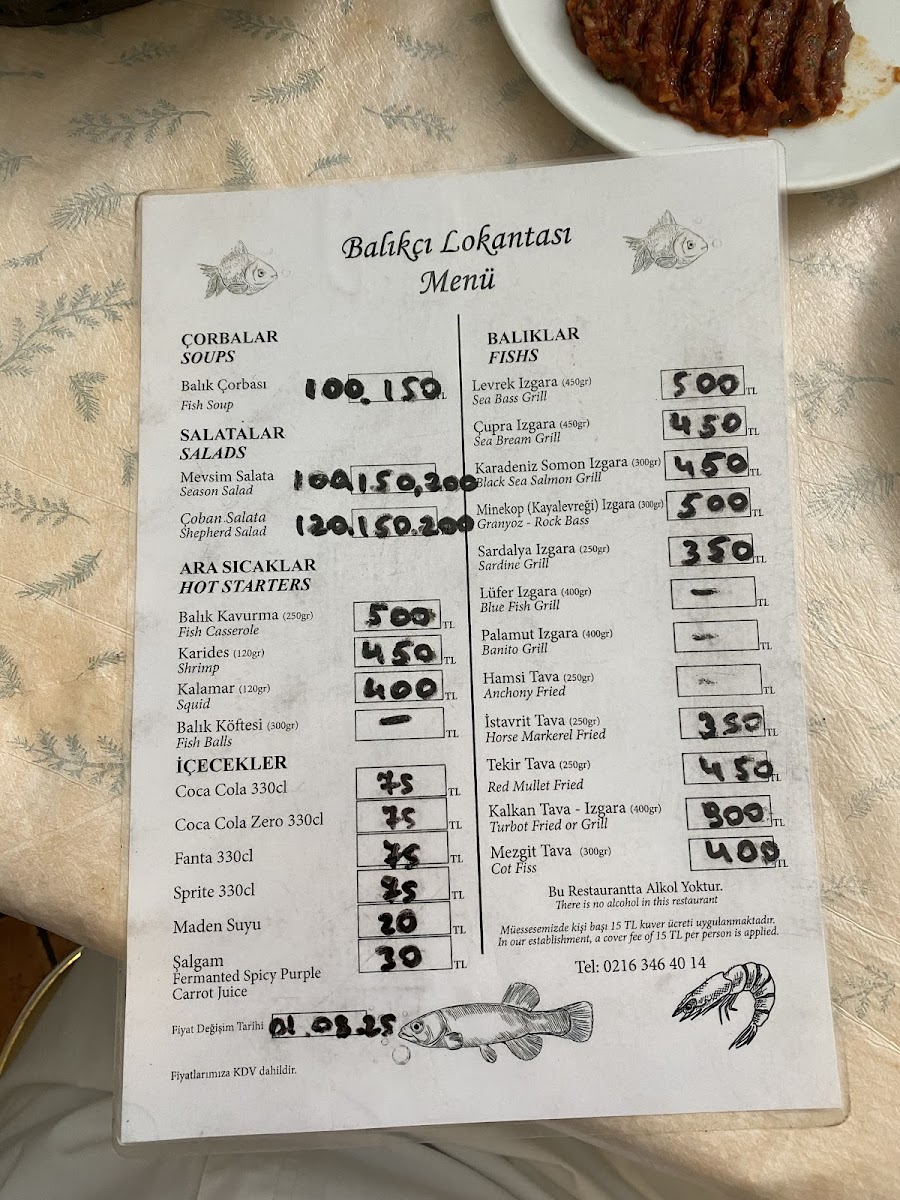 Balıkçı Lokantası
Menü
ÇORBALAR
SOUPS
Balık Çorbası 100.150 TL
Fish Soup
SALATALAR
SALADS
Mevsim Salata 100,150,200
Season Salad
Çoban Salata 120.150.200
Shepherd Salad
ARA SICAKLAR
HOT STARTERS
Balık Kavurma (250gr) 500 TL
Fish Casserole
Karides (120gr) 450 TL
Shrimp
Kalamar (120gr) 400 TL
Squid
Balık Köftesi (300gr) - TL
Fish Balls
İÇECEKLER
Coca Cola 330cl 75 TL
Coca Cola Zero 330cl 75 TL
Fanta 330cl 75 TL
Sprite 330cl 75 TL
Maden Suyu 20 TL
Şalgam 30 TL
Fermanted Spicy Purple
Carrot Juice
Fiyat Değişim Tarihi 01.08.25
Fiyatlarımıza KDV dahildir.
BALIKLAR
FISHS
Levrek Izgara (450gr) 500 TL
Sea Bass Grill
Çupra Izgara (450gr) 450 TL
Sea Bream Grill
Karadeniz Somon Izgara (300gr) 450 TL
Black Sea Salmon Grill
Minekop (Kayalevreği) Izgara (300gr) 500 TL
Granyoz - Rock Bass
Sardalya Izgara (250gr) 350 TL
Sardine Grill
Lüfer Izgara (400gr) - TL
Blue Fish Grill
Palamut Izgara (400gr) - TL
Banito Grill
Hamsi Tava (250gr) - TL
Anchony Fried
İstavrit Tava (250gr) 350 TL
Horse Markerel Fried
Tekir Tava (250gr) 450 TL
Red Mullet Fried
Kalkan Tava - Izgara (400gr) 900 TL
Turbot Fried or Grill
Mezgit Tava (300gr) 400 TL
Cot Fiss
Bu Restaurantta Alkol Yoktur.
There is no alcohol in this restaurant
Müessesemizde kişi başı 15 TL kuver ücreti uygulanmaktadır.
In our establishment, a cover fee of 15 TL per person is applied.
Tel: 0216 346 40 14